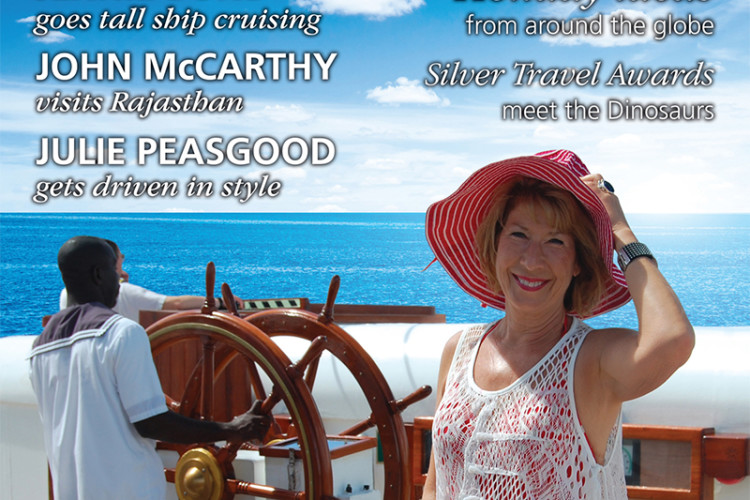 goes tall ship cruising
JOHN McCARTHY
visits Rajasthan
JULIE PEASGOOD
gets driven in style
from around the globe
Silver Travel Awards
meet the Dinosaurs